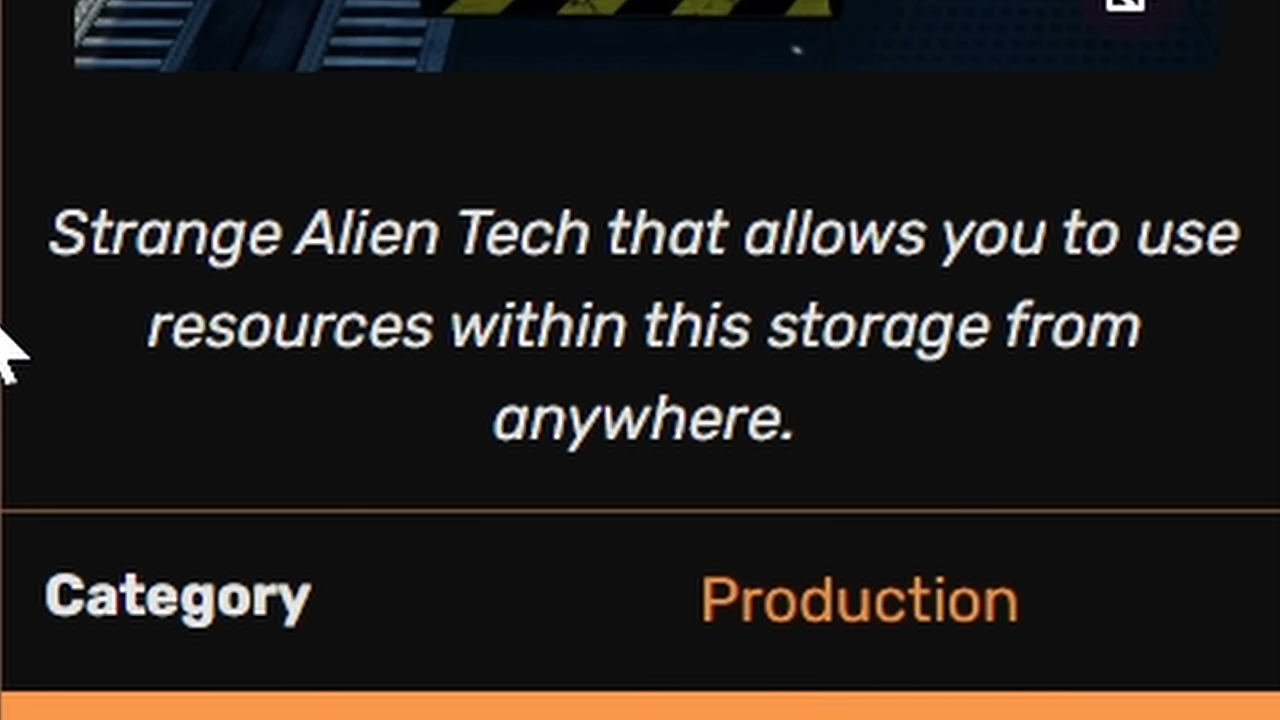 Strange Alien Tech that allows you to use
resources within this storage from
anywhere.
Category Production